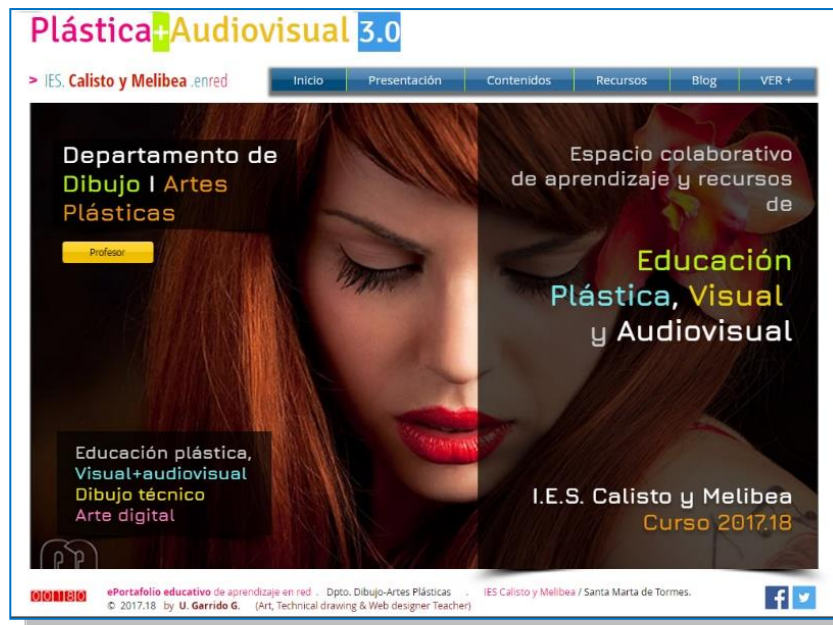 Plástica+Audiovisual 3.0
> IES. Calisto y Melibea .enred
Inicio Presentación Contenidos Recursos Blog VER +
Departamento de
Dibujo I Artes
Plásticas
Profesor
Espacio colaborativo
de aprendizaje y recursos
de
Educación
Plástica, Visual
y Audiovisual
Educación plástica,
Visual+audiovisual
Dibujo técnico
Arte digital
I.E.S. Calisto y Melibea
Curso 2017.18
001180
ePortafolio educativo de aprendizaje en red . Dpto. Dibujo-Artes Plásticas . IES Calisto y Melibea / Santa Marta de Tormes.
© 2017.18 by U. Garrido G. (Art, Technical drawing & Web designer Teacher)